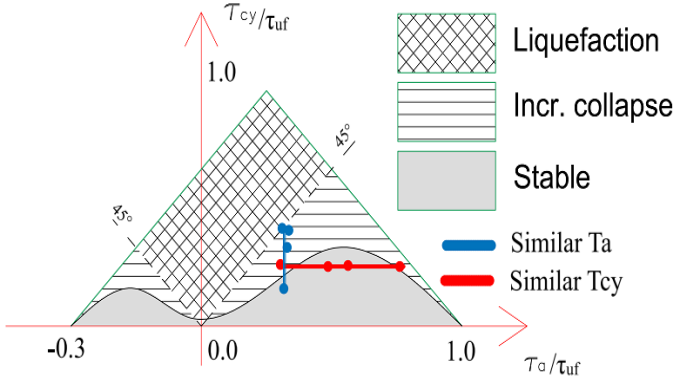 τcy/τuf
1.0
Liquefaction
Incr. collapse
Stable
45°
45°
Similar Ta
Similar Tcy
-0.3
0.0
1.0
τa/τuf